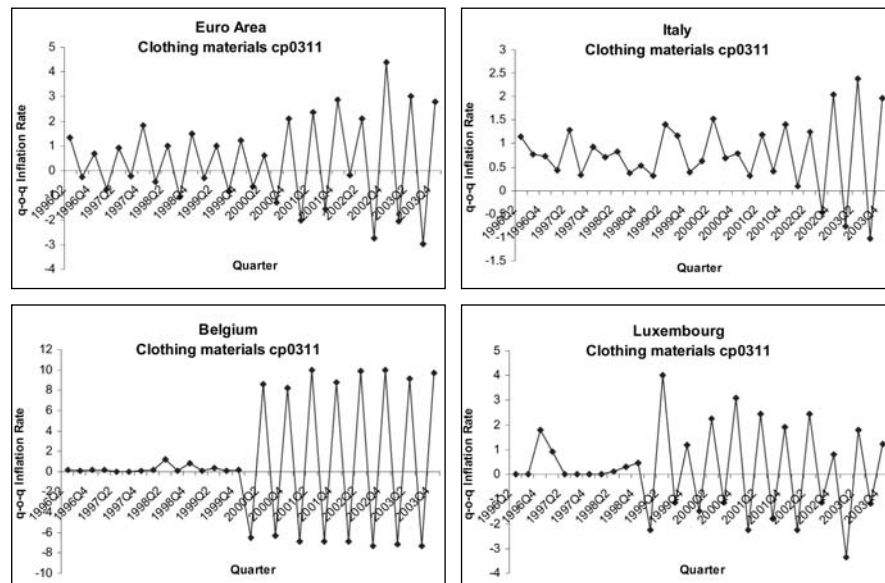 Euro Area
Clothing materials cp0311
q-o-q Inflation Rate
5
4
3
2
1
0
-1
-2
-3
-4
1996Q2
1996Q4
1997Q2
1997Q4
1998Q2
1998Q4
1999Q2
1999Q4
2000Q2
2000Q4
2001Q2
2001Q4
2002Q2
2002Q4
2003Q2
2003Q4
Quarter
Italy
Clothing materials cp0311
q-o-q Inflation Rate
3
2.5
2
1.5
1
0.5
0
-0.5
-1
-1.5
1996Q2
1996Q4
1997Q2
1997Q4
1998Q2
1998Q4
1999Q2
1999Q4
2000Q2
2000Q4
2001Q2
2001Q4
2002Q2
2002Q4
2003Q2
2003Q4
Quarter
Belgium
Clothing materials cp0311
q-o-q Inflation Rate
12
10
8
6
4
2
0
-2
-4
-6
-8
-10
1996Q2
1996Q4
1997Q2
1997Q4
1998Q2
1998Q4
1999Q2
1999Q4
2000Q2
2000Q4
2001Q2
2001Q4
2002Q2
2002Q4
2003Q2
2003Q4
Quarter
Luxembourg
Clothing materials cp0311
q-o-q Inflation Rate
5
4
3
2
1
0
-1
-2
-3
-4
1996Q2
1996Q4
1997Q2
1997Q4
1998Q2
1998Q4
1999Q2
1999Q4
2000Q2
2000Q4
2001Q2
2001Q4
2002Q2
2002Q4
2003Q2
2003Q4
Quarter